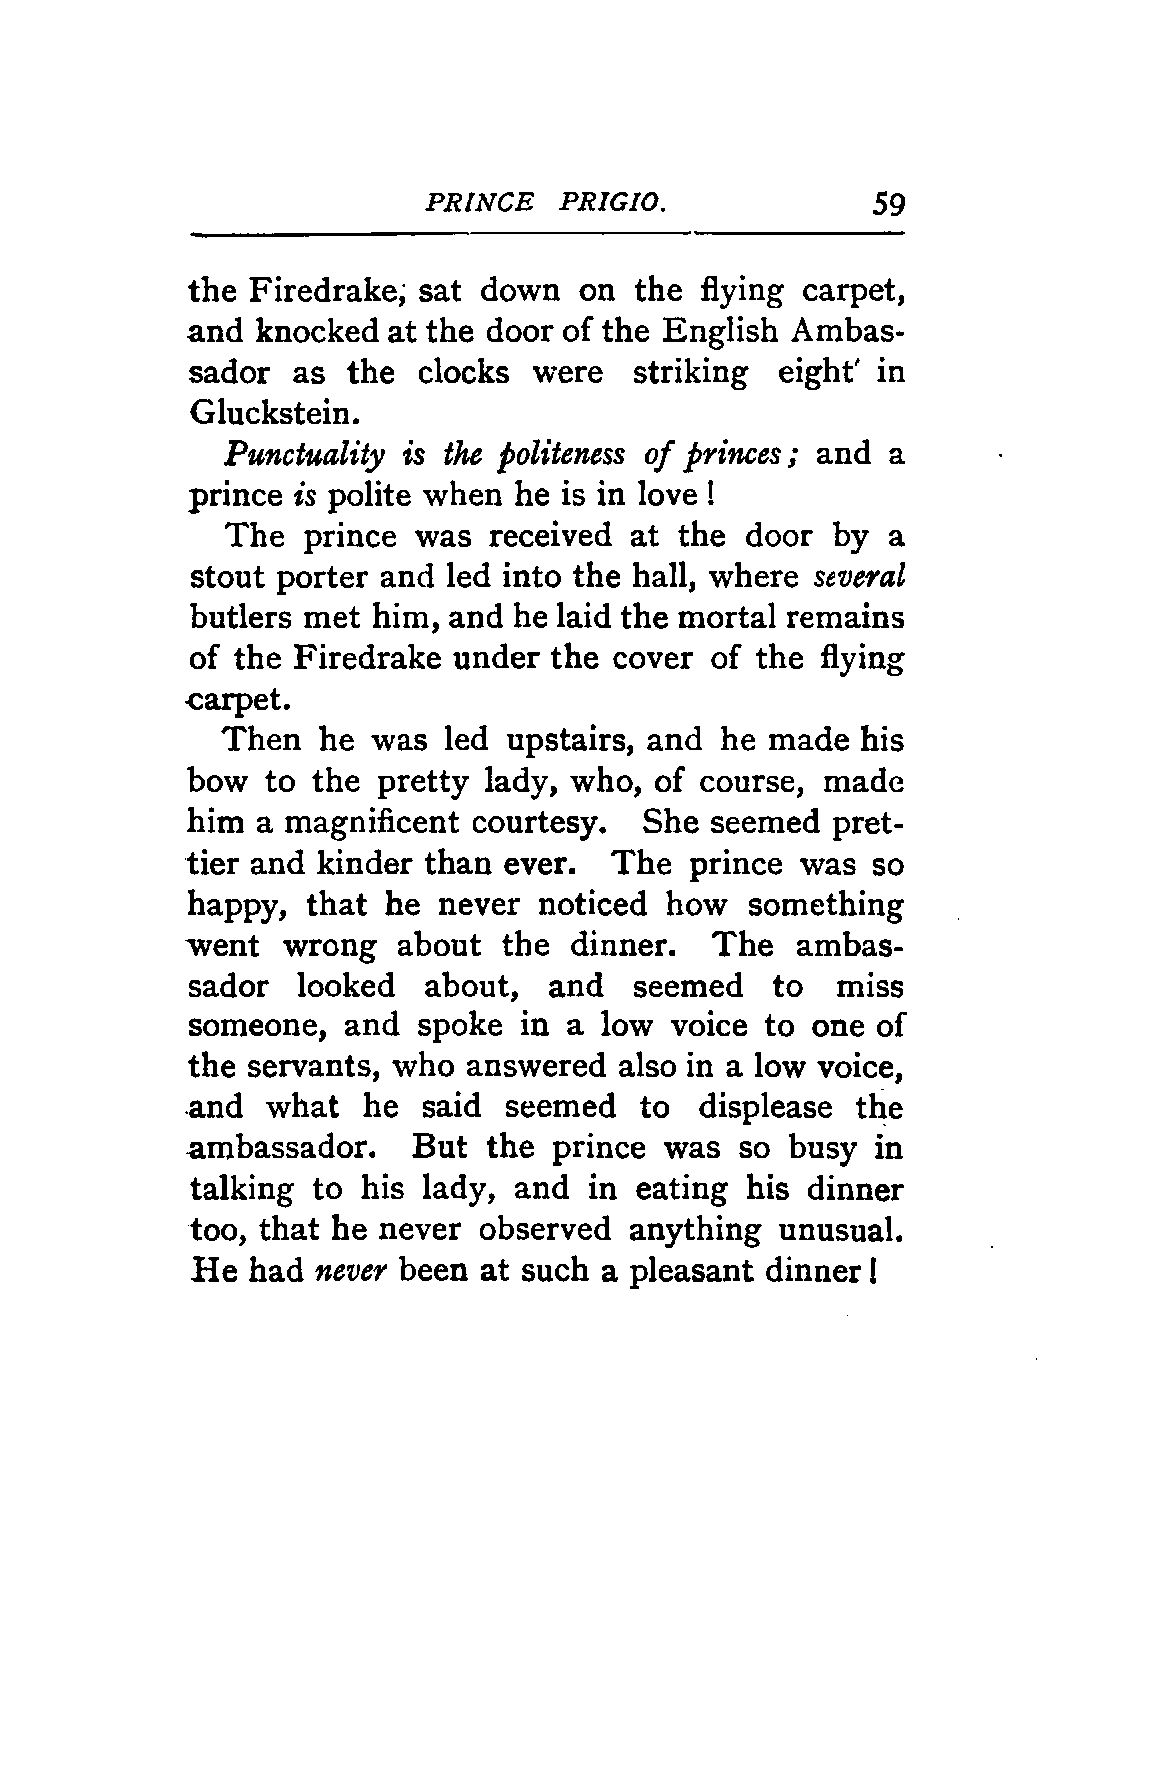 PRINCE PRIGIO. 59
the Firedrake; sat down on the flying carpet,
and knocked at the door of the English Ambas-
sador as the clocks were striking eight' in
Gluckstein.
Punctuality is the politeness of princes; and a
prince is polite when he is in love!
The prince was received at the door by a
stout porter and led into the hall, where several
butlers met him, and he laid the mortal remains
of the Firedrake under the cover of the flying
carpet.
Then he was led upstairs, and he made his
bow to the pretty lady, who, of course, made
him a magnificent courtesy. She seemed pret-
tier and kinder than ever. The prince was so
happy, that he never noticed how something
went wrong about the dinner. The ambas-
sador looked about, and seemed to miss
someone, and spoke in a low voice to one of
the servants, who answered also in a low voice,
and what he said seemed to displease the
ambassador. But the prince was so busy in
talking to his lady, and in eating his dinner
too, that he never observed anything unusual.
He had never been at such a pleasant dinner!